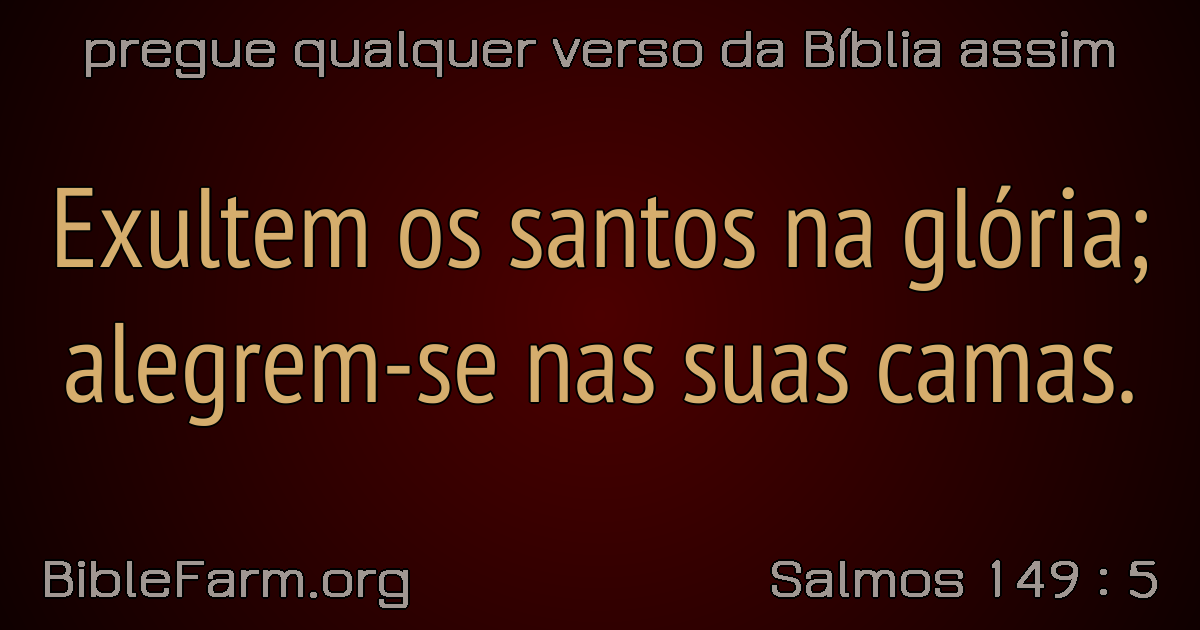 pregue qualquer verso da Bíblia assim
Exultem os santos na glória;
alegrem-se nas suas camas.
BibleFarm.org
Salmos 149 : 5